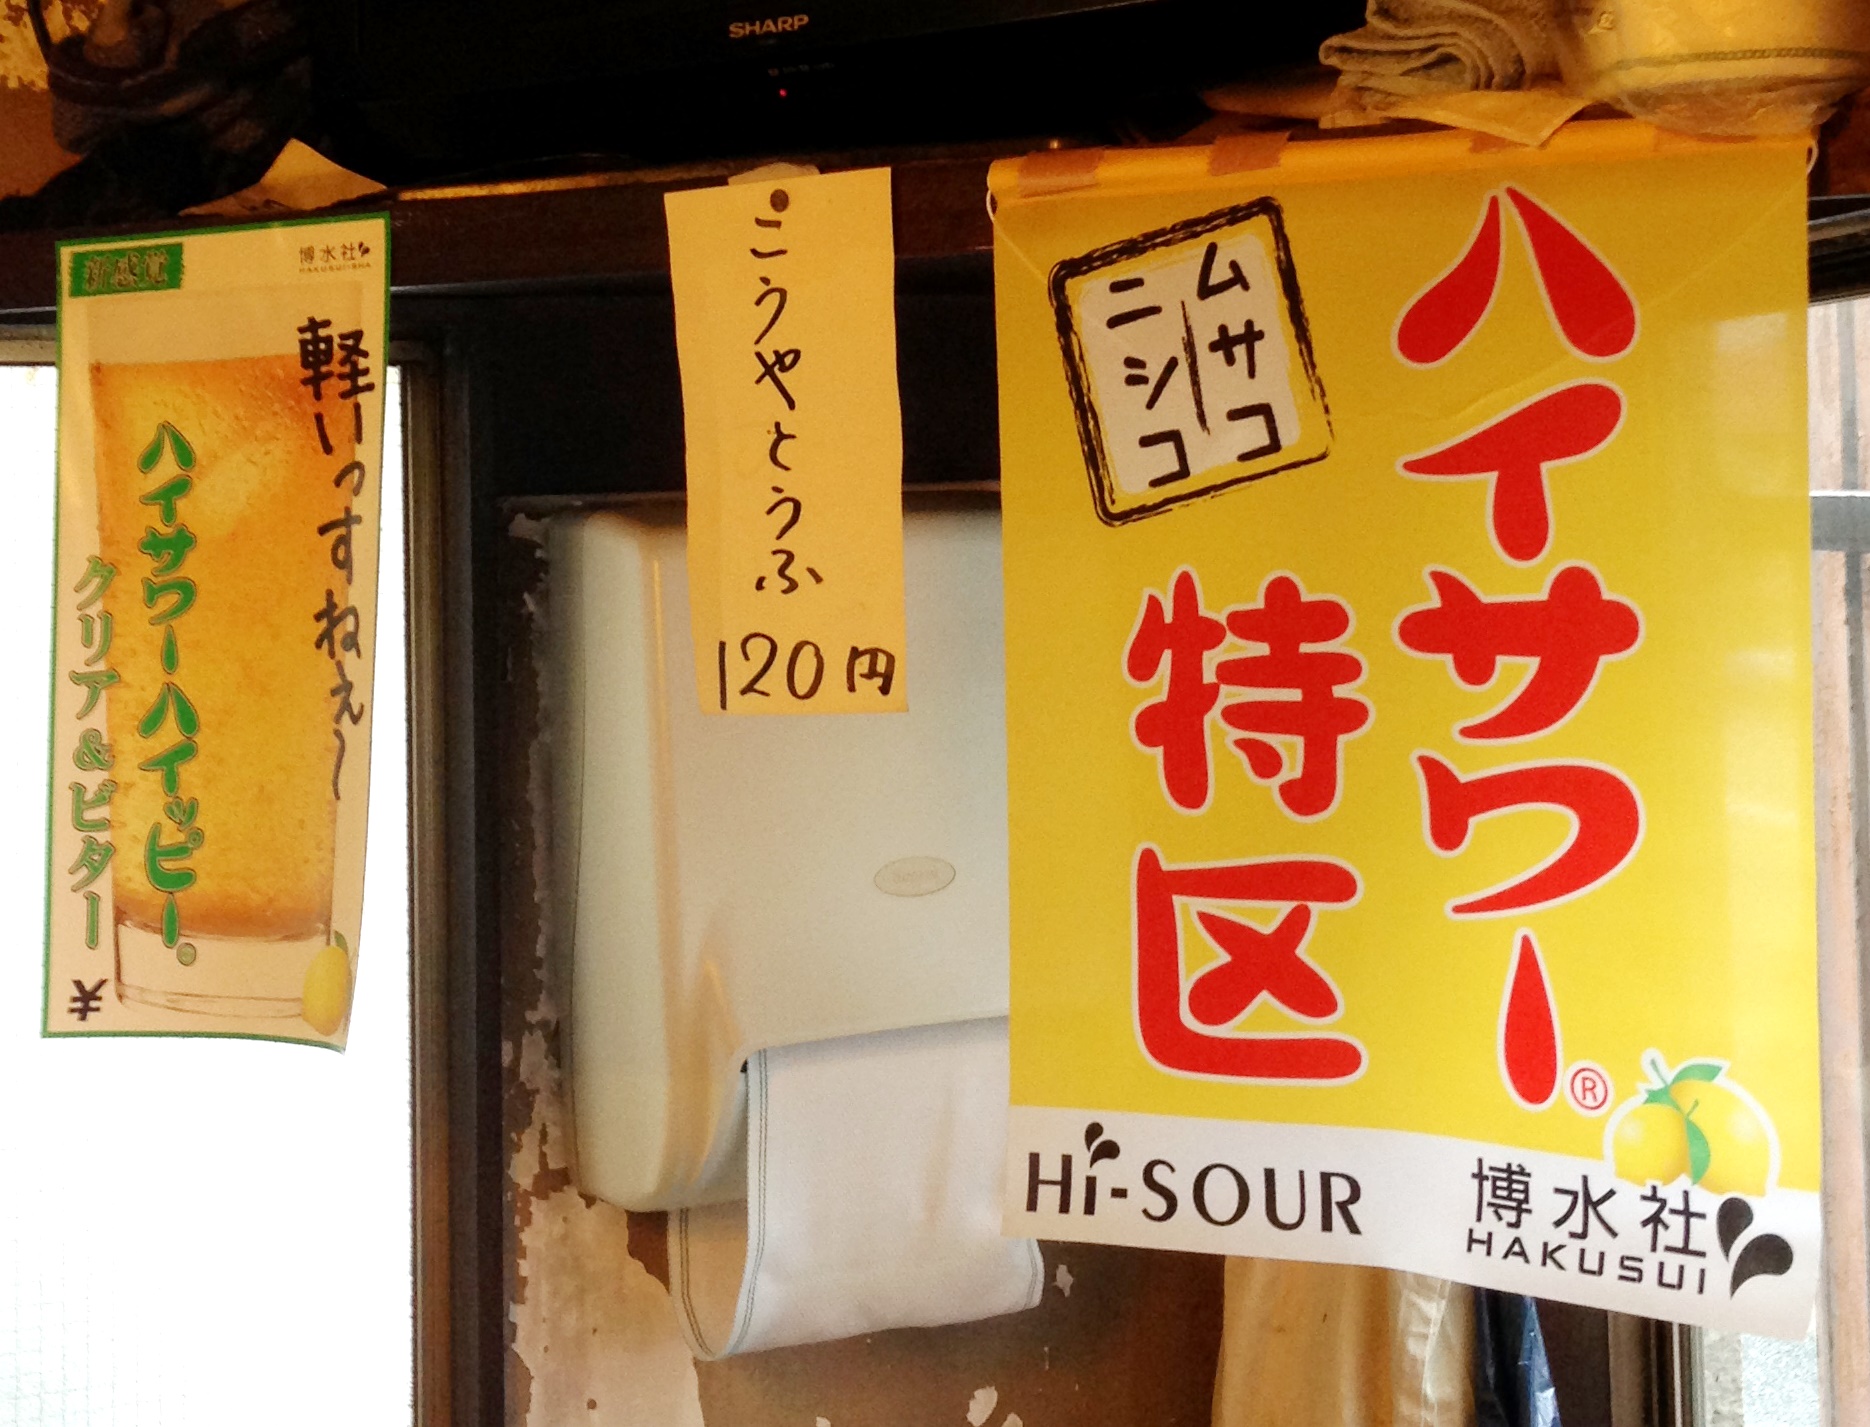 SHARP
新感覚
博水社
HAKUSUI-SHA
軽いっすねぇ～
ハイサワーハイッピー®
クリア&ビター
¥
こうやとうふ
120円
ハイサワー®
特区
ムサコ
ニシコ
Hi-SOUR
博水社
HAKUSUI